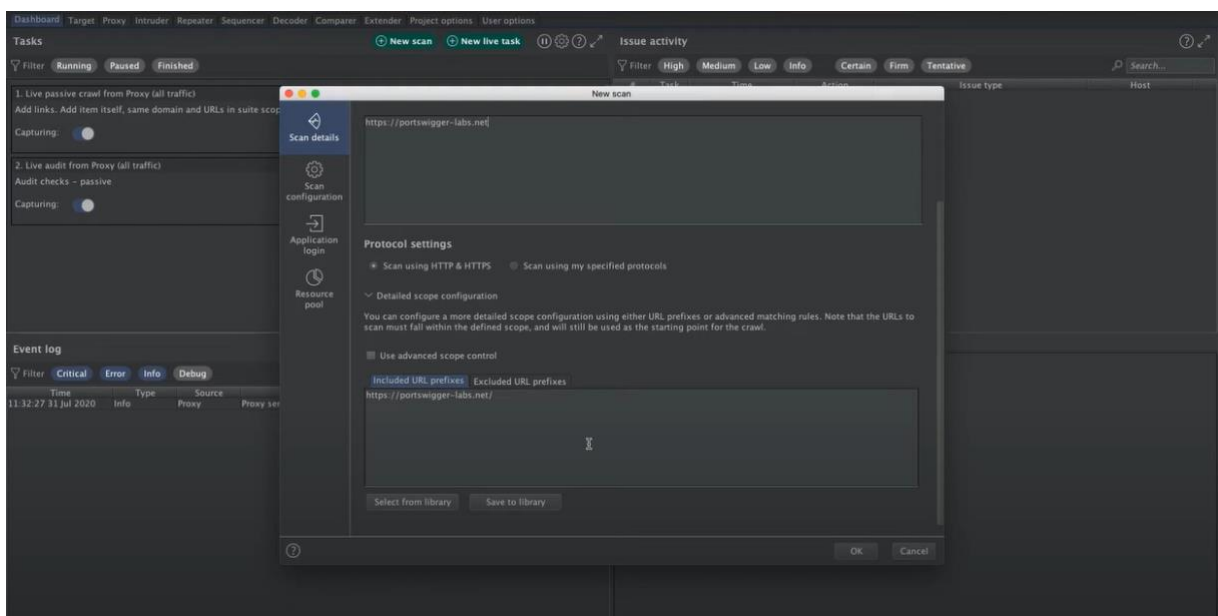 Dashboard Target Proxy Intruder Repeater Sequencer Decoder Comparer Extender Project options User options
Tasks
New scan
New live task
Issue activity
Filter Running Paused Finished
Filter High Medium Low Info Certain Firm Tentative
Search...
# Task Time Action Issue type Host
1. Live passive crawl from Proxy (all traffic)
Add links. Add item itself, same domain and URLs in suite scop
Capturing:
2. Live audit from Proxy (all traffic)
Audit checks - passive
Capturing:
Event log
Filter Critical Error Info Debug
Time Type Source
11:32:27 31 Jul 2020 Info Proxy Proxy ser
New scan
Scan details
Scan configuration
Application login
Resource pool
https://portswigger-labs.net
Protocol settings
Scan using HTTP & HTTPS Scan using my specified protocols
Detailed scope configuration
You can configure a more detailed scope configuration using either URL prefixes or advanced matching rules. Note that the URLs to
scan must fall within the defined scope, and will still be used as the starting point for the crawl.
Use advanced scope control
Included URL prefixes Excluded URL prefixes
https://portswigger-labs.net/
Select from library Save to library
OK Cancel